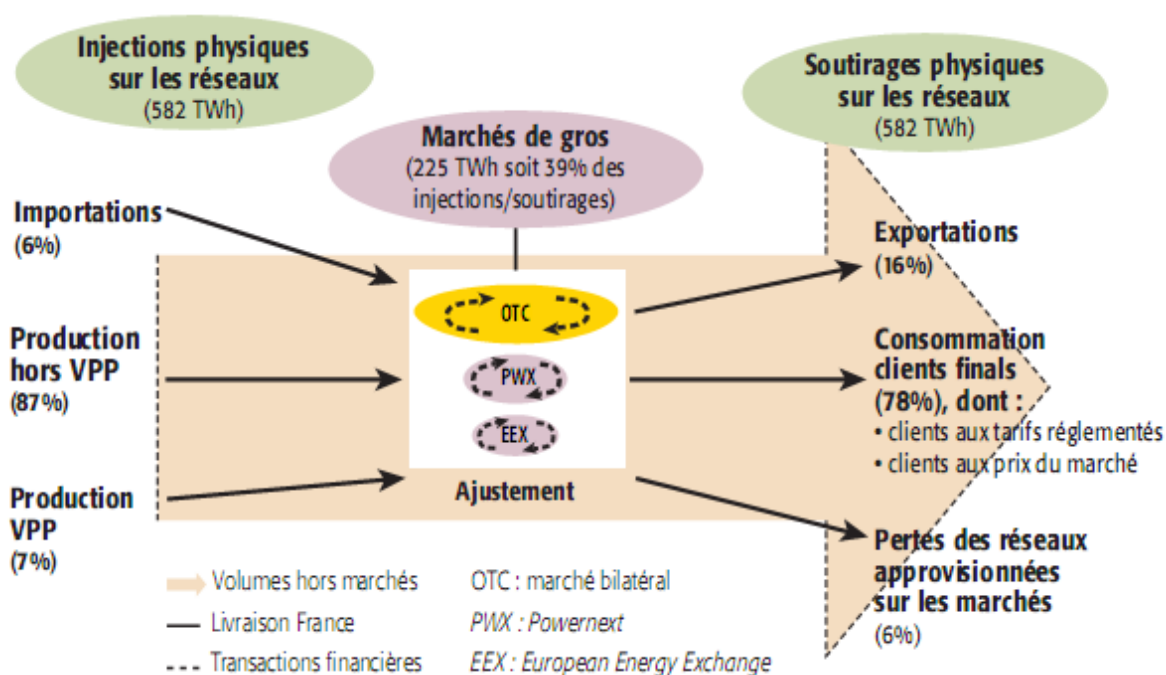 Injections physiques
sur les réseaux
(582 TWh)
Soutirages physiques
sur les réseaux
(582 TWh)
Marchés de gros
(225 TWh soit 39% des
injections/soutirages)
Importations
(6%)
Production
hors VPP
(87%)
Production
VPP
(7%)
OTC
PWX
EEX
Ajustement
Exportations
(16%)
Consommation
clients finals
(78%), dont :
• clients aux tarifs réglementés
• clients aux prix du marché
Pertes des réseaux
approvisionnées
sur les marchés
(6%)
Volumes hors marchés
Livraison France
Transactions financières
OTC : marché bilatéral
PWX : Powernext
EEX : European Energy Exchange